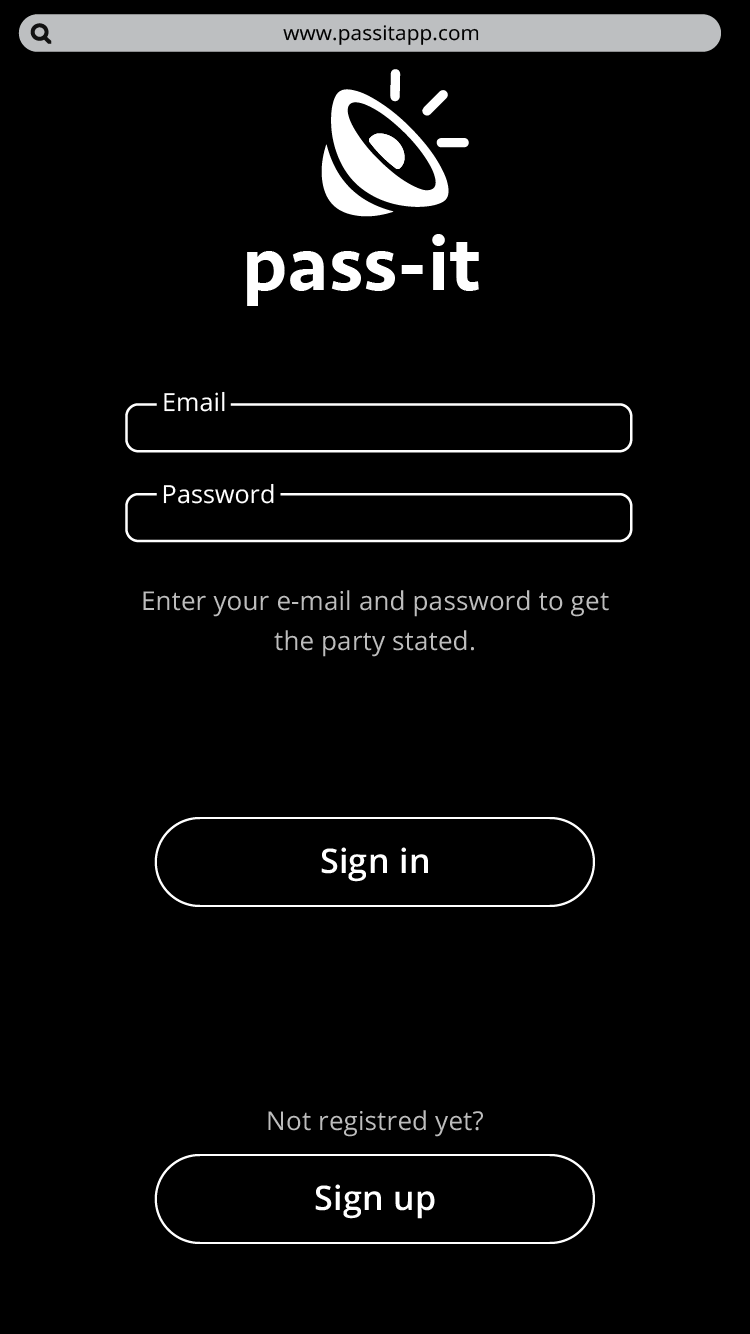 www.passitapp.com
pass-it
Email
Password
Enter your e-mail and password to get
the party stated.
Sign in
Not registred yet?
Sign up